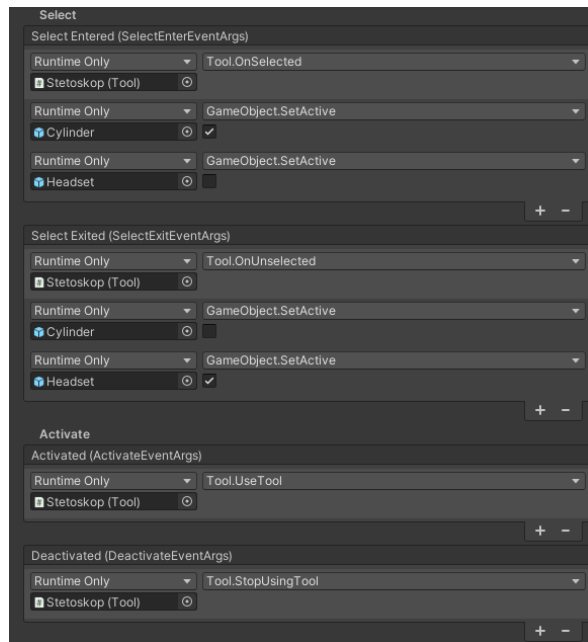 Select
Select Entered (SelectEnterEventArgs)
Runtime Only Tool.OnSelected
Stetoskop (Tool)
Runtime Only GameObject.SetActive
Cylinder
Runtime Only GameObject.SetActive
Headset
+ −
Select Exited (SelectExitEventArgs)
Runtime Only Tool.OnUnselected
Stetoskop (Tool)
Runtime Only GameObject.SetActive
Cylinder
Runtime Only GameObject.SetActive
Headset
+ −
Activate
Activated (ActivateEventArgs)
Runtime Only Tool.UseTool
Stetoskop (Tool)
+ −
Deactivated (DeactivateEventArgs)
Runtime Only Tool.StopUsingTool
Stetoskop (Tool)
+ −